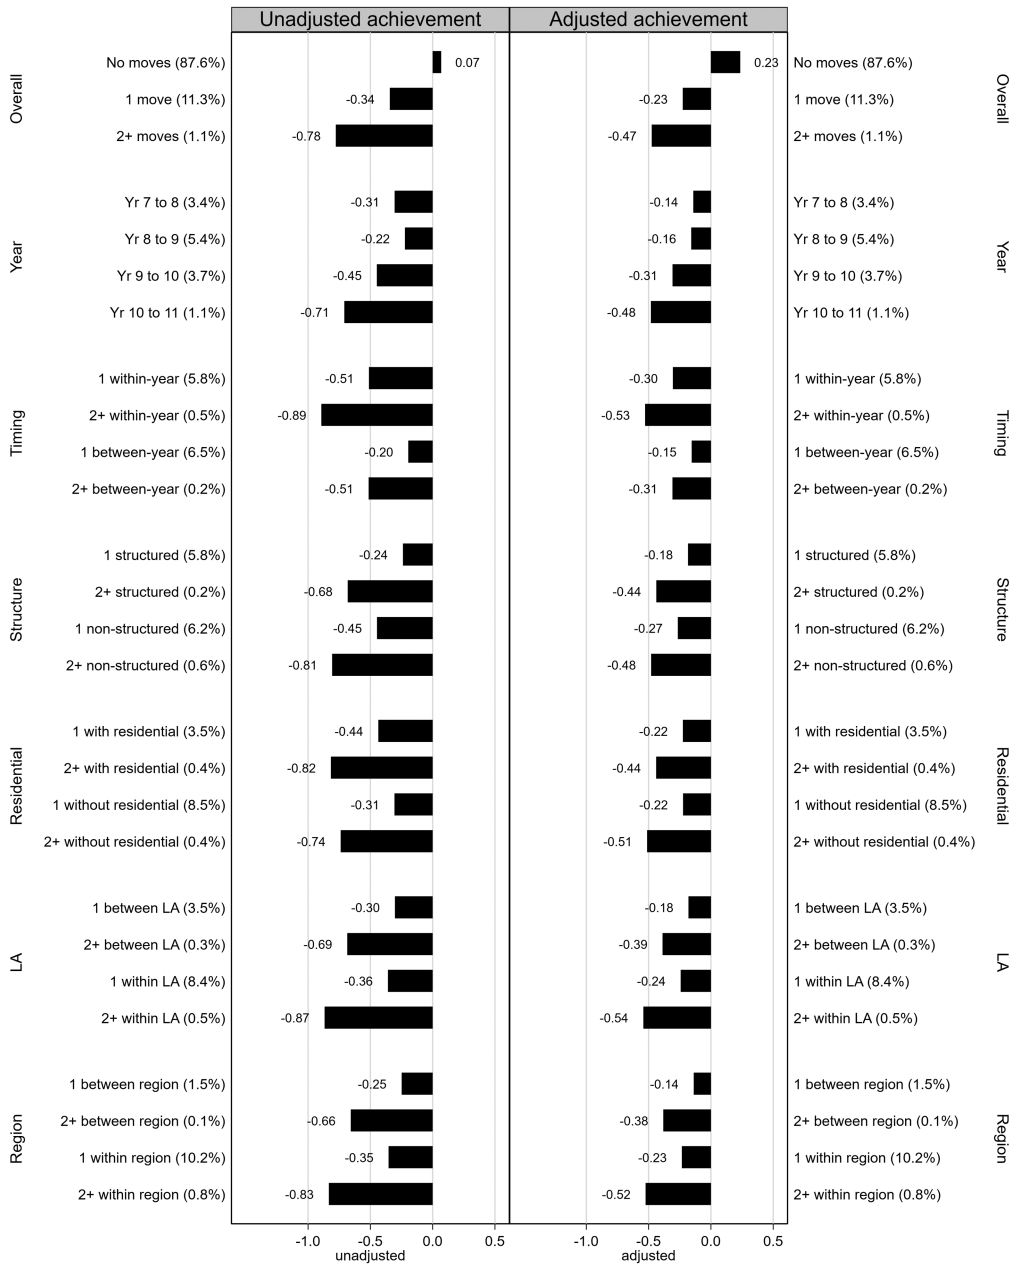 Unadjusted achievement Adjusted achievement
Overall
No moves (87.6%) 0.07 0.23 No moves (87.6%)
1 move (11.3%) -0.34 -0.23 1 move (11.3%)
2+ moves (1.1%) -0.78 -0.47 2+ moves (1.1%)
Overall
Year
Yr 7 to 8 (3.4%) -0.31 -0.14 Yr 7 to 8 (3.4%)
Yr 8 to 9 (5.4%) -0.22 -0.16 Yr 8 to 9 (5.4%)
Yr 9 to 10 (3.7%) -0.45 -0.31 Yr 9 to 10 (3.7%)
Yr 10 to 11 (1.1%) -0.71 -0.48 Yr 10 to 11 (1.1%)
Year
Timing
1 within-year (5.8%) -0.51 -0.30 1 within-year (5.8%)
2+ within-year (0.5%) -0.89 -0.53 2+ within-year (0.5%)
1 between-year (6.5%) -0.20 -0.15 1 between-year (6.5%)
2+ between-year (0.2%) -0.51 -0.31 2+ between-year (0.2%)
Timing
Structure
1 structured (5.8%) -0.24 -0.18 1 structured (5.8%)
2+ structured (0.2%) -0.68 -0.44 2+ structured (0.2%)
1 non-structured (6.2%) -0.45 -0.27 1 non-structured (6.2%)
2+ non-structured (0.6%) -0.81 -0.48 2+ non-structured (0.6%)
Structure
Residential
1 with residential (3.5%) -0.44 -0.22 1 with residential (3.5%)
2+ with residential (0.4%) -0.82 -0.44 2+ with residential (0.4%)
1 without residential (8.5%) -0.31 -0.22 1 without residential (8.5%)
2+ without residential (0.4%) -0.74 -0.51 2+ without residential (0.4%)
Residential
LA
1 between LA (3.5%) -0.30 -0.18 1 between LA (3.5%)
2+ between LA (0.3%) -0.69 -0.39 2+ between LA (0.3%)
1 within LA (8.4%) -0.36 -0.24 1 within LA (8.4%)
2+ within LA (0.5%) -0.87 -0.54 2+ within LA (0.5%)
LA
Region
1 between region (1.5%) -0.25 -0.14 1 between region (1.5%)
2+ between region (0.1%) -0.66 -0.38 2+ between region (0.1%)
1 within region (10.2%) -0.35 -0.23 1 within region (10.2%)
2+ within region (0.8%) -0.83 -0.52 2+ within region (0.8%)
Region
-1.0 -0.5 0.0 0.5 -1.0 -0.5 0.0 0.5
unadjusted adjusted